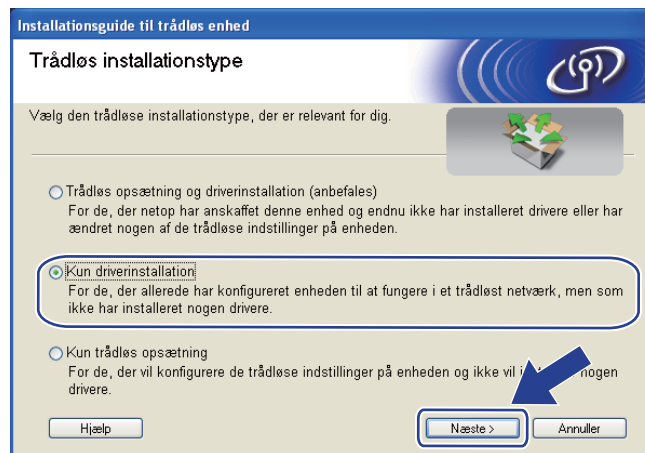 Installationsguide til trådløs enhed
Trådløs installationstype
Vælg den trådløse installationstype, der er relevant for dig.
Trådløs opsætning og driverinstallation (anbefales)
For de, der netop har anskaffet denne enhed og endnu ikke har installeret drivere eller har
ændret nogen af de trådløse indstillinger på enheden.
Kun driverinstallation
For de, der allerede har konfigureret enheden til at fungere i et trådløst netværk, men som
ikke har installeret nogen drivere.
Kun trådløs opsætning
For de, der vil konfigurere de trådløse indstillinger på enheden og ikke vil nogen
drivere.
Hjælp
Næste >
Annuller